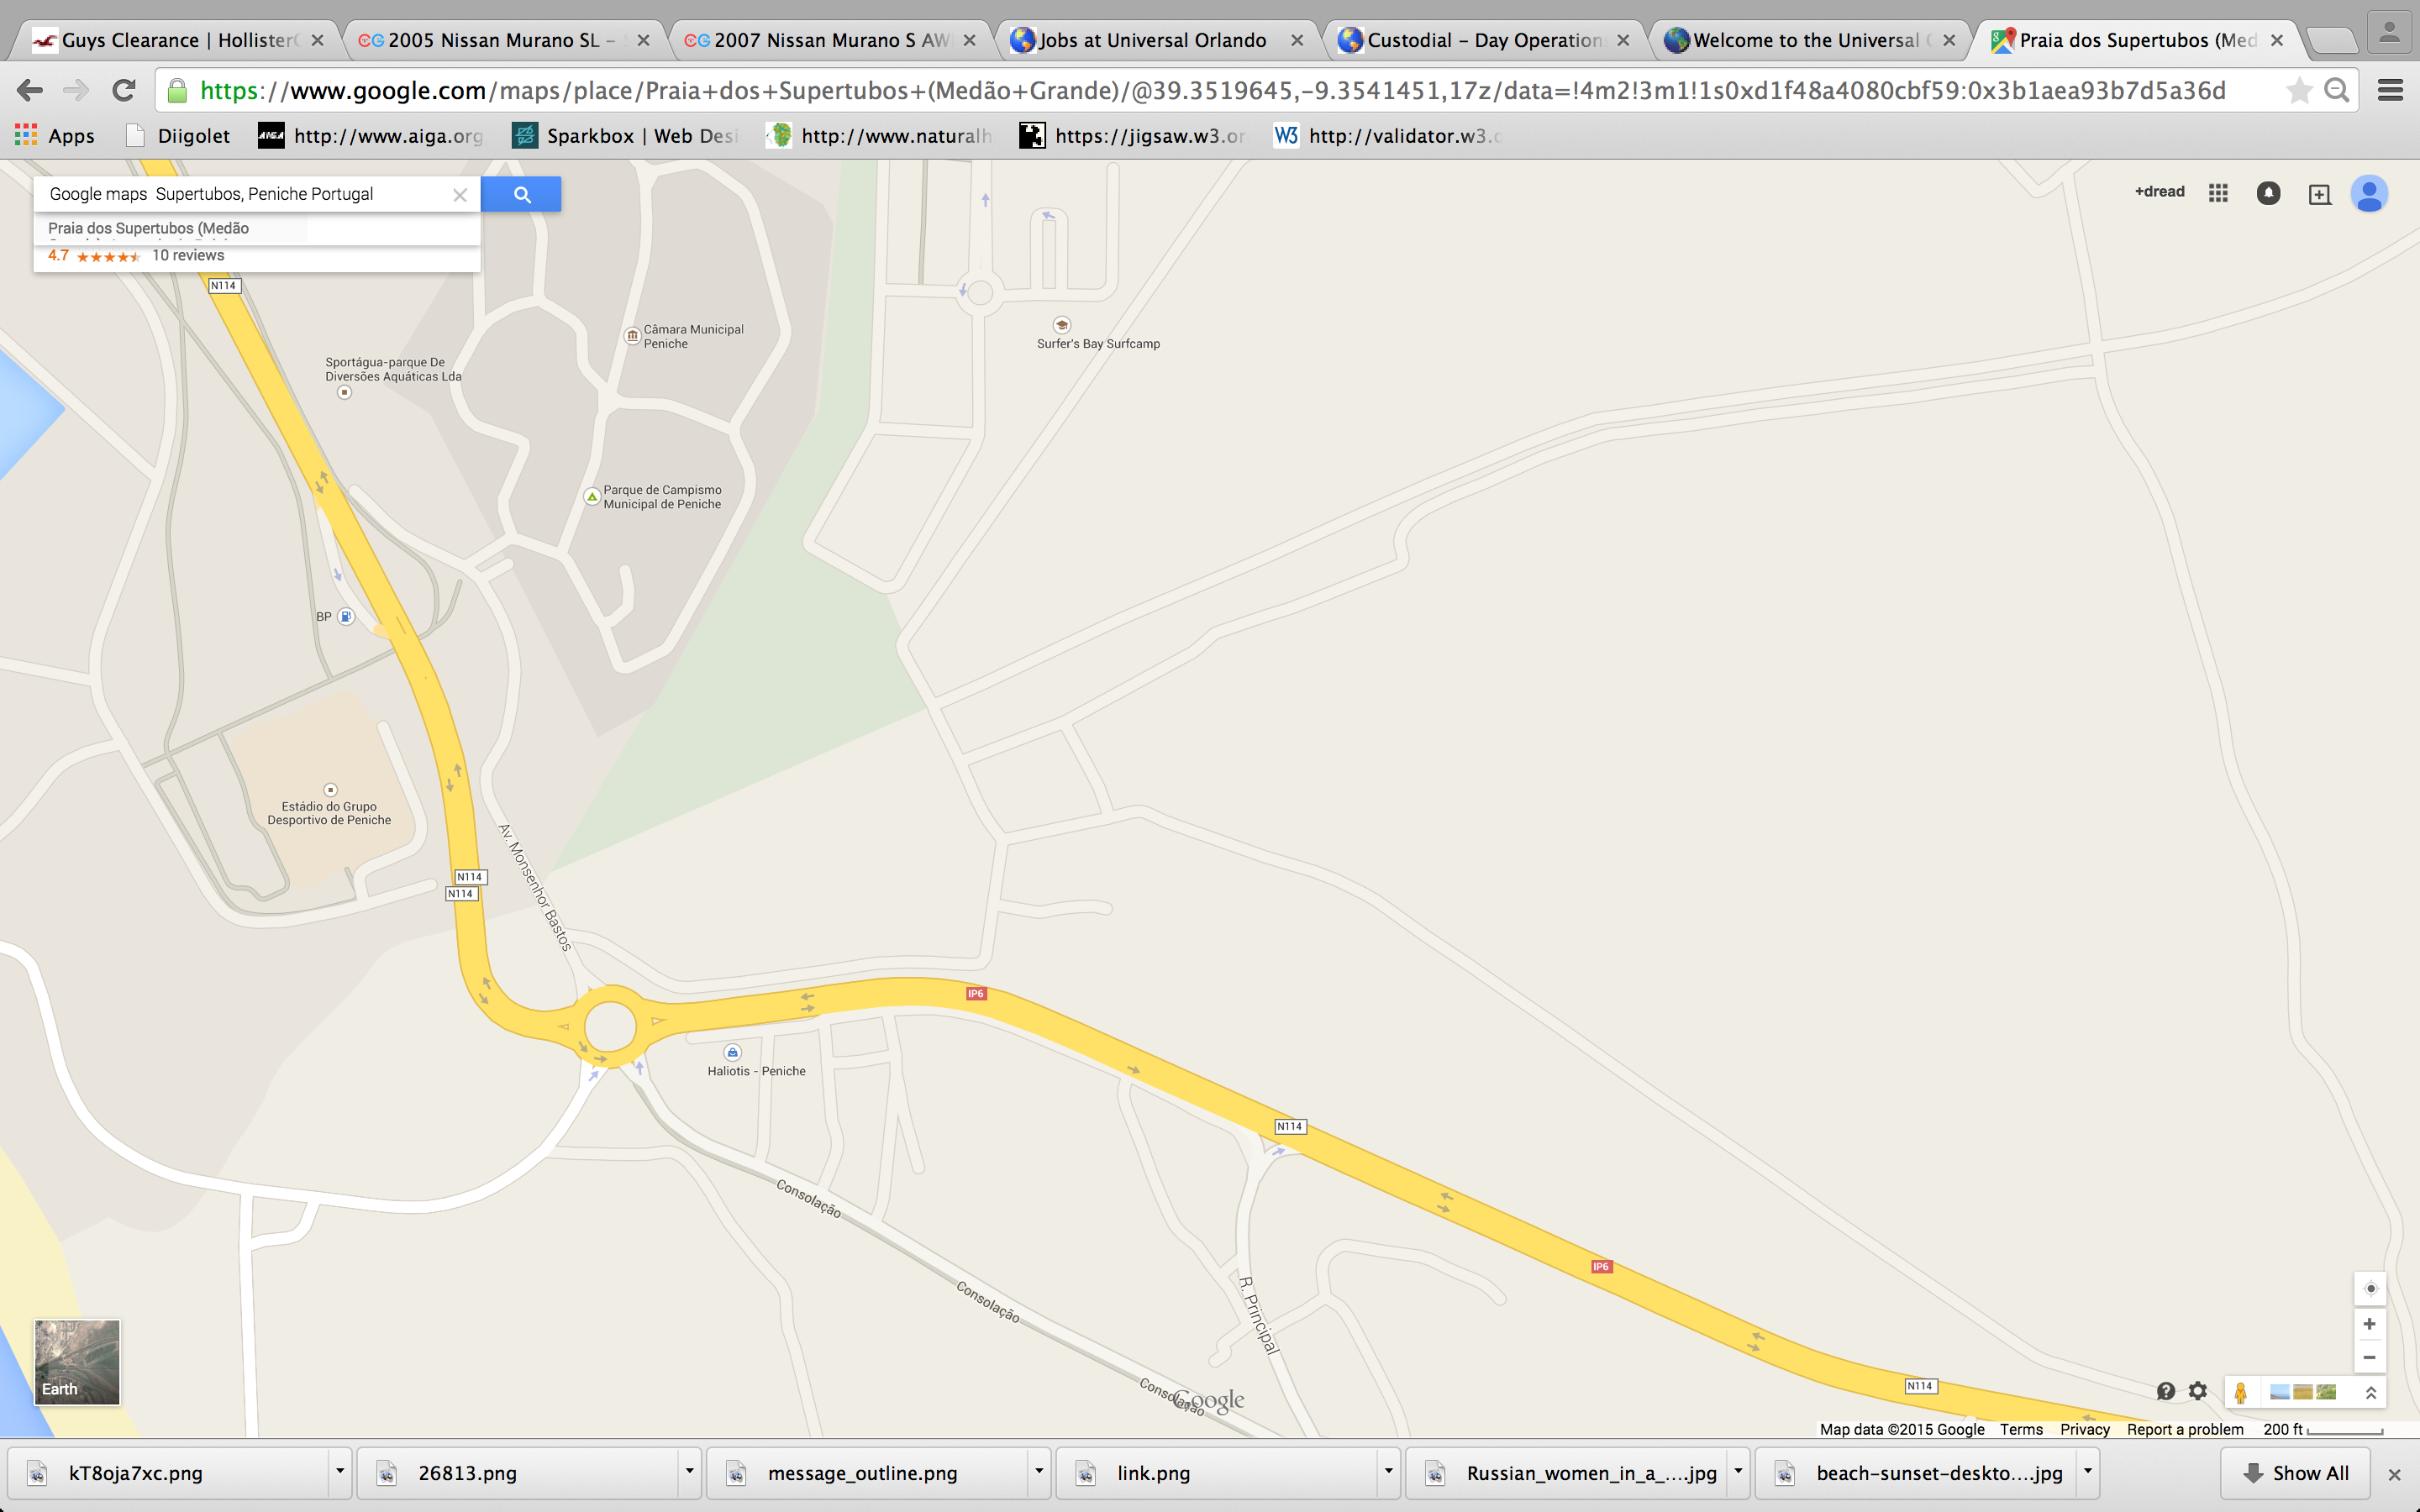 Guys Clearance | Hollister
2005 Nissan Murano SL –
2007 Nissan Murano S AW
Jobs at Universal Orlando
Custodial – Day Operation
Welcome to the Universal
Praia dos Supertubos (Med
https://www.google.com/maps/place/Praia+dos+Supertubos+(Medão+Grande)/@39.3519645,-9.3541451,17z/data=!4m2!3m1!1s0xd1f48a4080cbf59:0x3b1aea93b7d5a36d
Apps
Diigolet
AIGA
http://www.aiga.org
Sparkbox | Web Desi
http://www.naturalh
https://jigsaw.w3.or
W3
http://validator.w3.o
Google maps  Supertubos, Peniche Portugal
+dread
Praia dos Supertubos (Medão
4.7
10 reviews
N114
Câmara Municipal
Peniche
Surfer's Bay Surfcamp
Sportágua-parque De
Diversões Aquáticas Lda
Parque de Campismo
Municipal de Peniche
BP
Estádio do Grupo
Desportivo de Peniche
Av. Monsenhor Bastos
N114
N114
IP6
Haliotis - Peniche
N114
Consolação
Consolação
IP6
R. Principal
Consolação
Google
N114
Earth
Map data ©2015 Google
Terms
Privacy
Report a problem
200 ft
kT8oja7xc.png
26813.png
message_outline.png
link.png
Russian_women_in_a_....jpg
beach-sunset-deskto....jpg
Show All